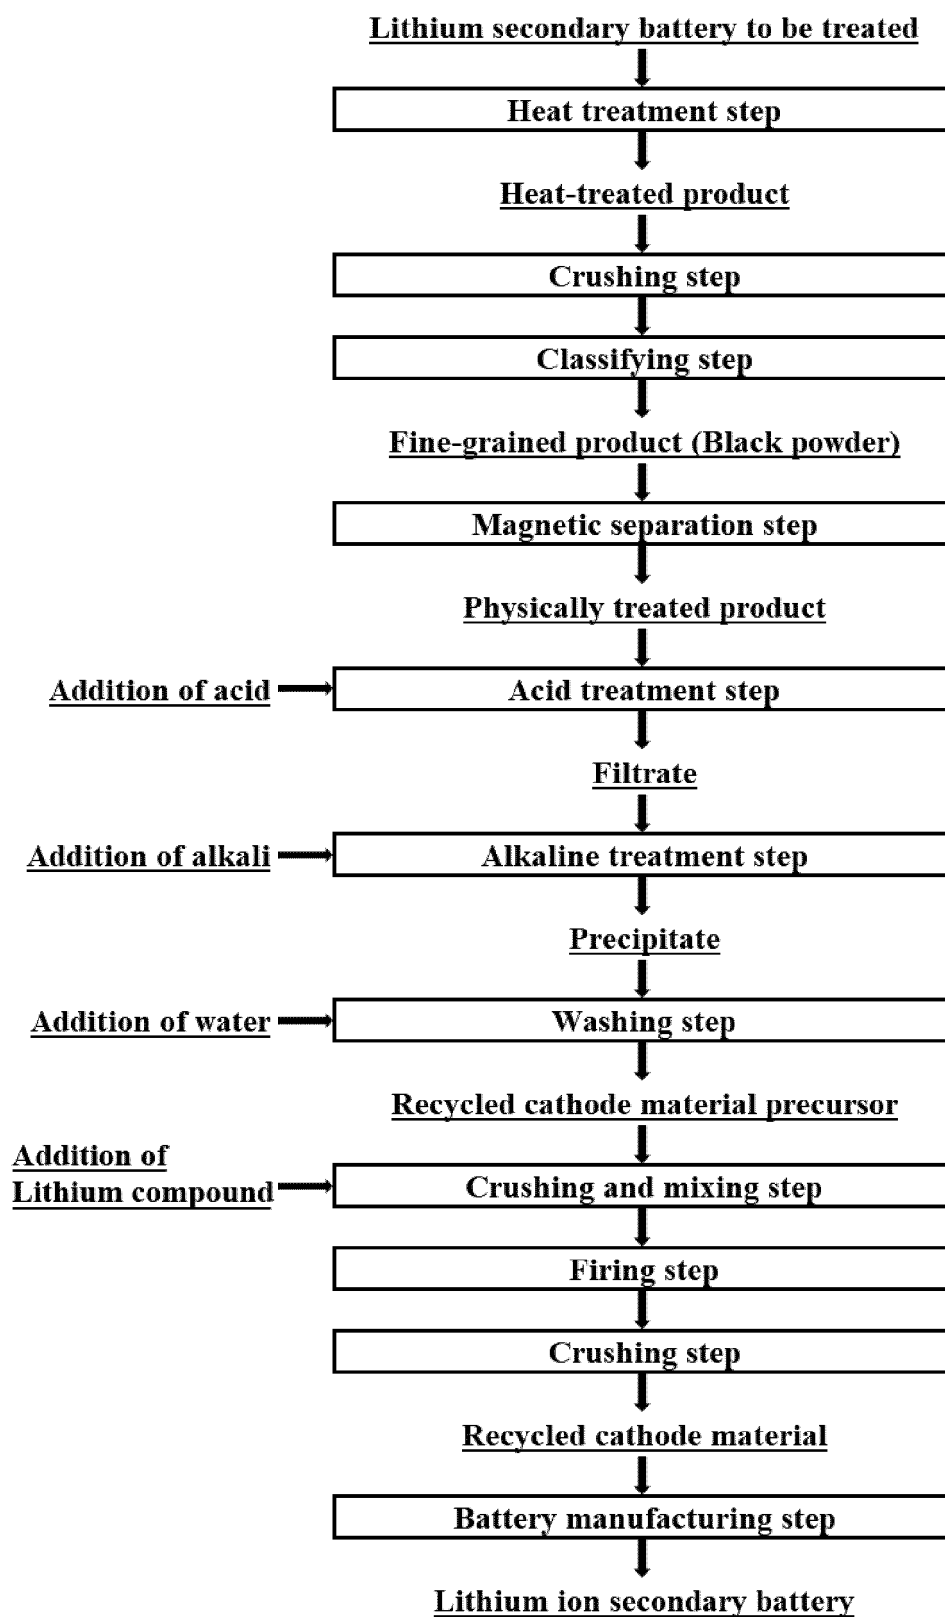 Lithium secondary battery to be treated
Heat treatment step
Heat-treated product
Crushing step
Classifying step
Fine-grained product (Black powder)
Magnetic separation step
Physically treated product
Addition of acid
Acid treatment step
Filtrate
Addition of alkali
Alkaline treatment step
Precipitate
Addition of water
Washing step
Recycled cathode material precursor
Addition of
Lithium compound
Crushing and mixing step
Firing step
Crushing step
Recycled cathode material
Battery manufacturing step
Lithium ion secondary battery